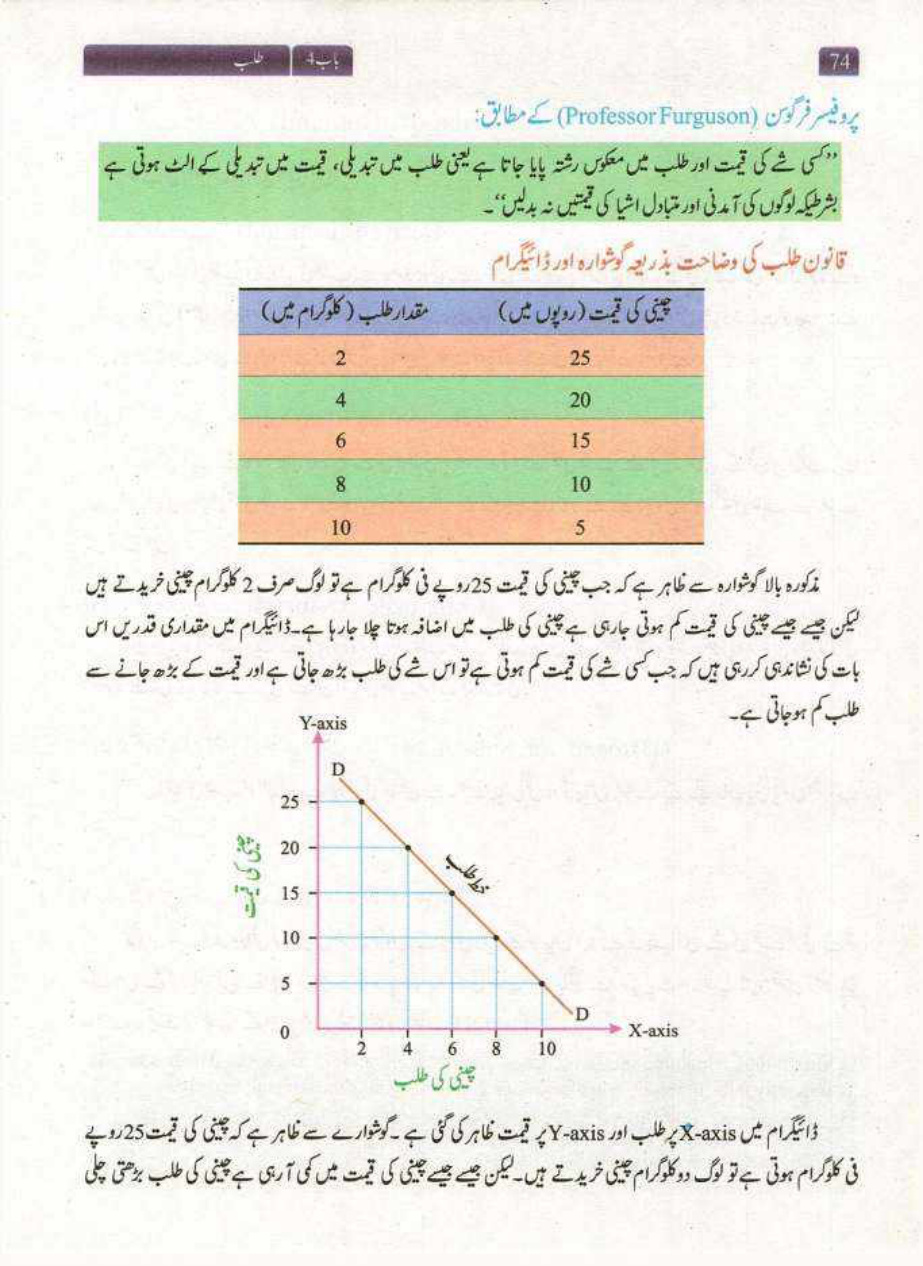 74
باب 4 طلب
پروفیسر فرگوسن (Professor Furguson) کے مطابق:
’’کسی شے کی قیمت اور طلب میں معکوس رشتہ پایا جاتا ہے یعنی طلب میں تبدیلی، قیمت میں تبدیلی کے الٹ ہوتی ہے
بشرطیکہ لوگوں کی آمدنی اور متبادل اشیا کی قیمتیں نہ بدلیں‘‘۔
قانون طلب کی وضاحت بذریعہ گوشوارہ اور ڈائیگرام
چینی کی قیمت (روپوں میں) مقدار طلب (کلوگرام میں)
25 2
20 4
15 6
10 8
5 10
مذکورہ بالا گوشوارہ سے ظاہر ہے کہ جب چینی کی قیمت 25 روپے فی کلوگرام ہے تو لوگ صرف 2 کلوگرام چینی خریدتے ہیں
لیکن جیسے جیسے چینی کی قیمت کم ہوتی جارہی ہے چینی کی طلب میں اضافہ ہوتا چلا جارہا ہے۔ ڈائیگرام میں مقداری قدریں اس
بات کی نشاندہی کررہی ہیں کہ جب کسی شے کی قیمت کم ہوتی ہے تو اس شے کی طلب بڑھ جاتی ہے اور قیمت کے بڑھ جانے سے
طلب کم ہوجاتی ہے۔
Y-axis
D
25
20
15
10
5
0
چینی کی قیمت
خط طلب
D
X-axis
2 4 6 8 10
چینی کی طلب
ڈائیگرام میں X-axis پر طلب اور Y-axis پر قیمت ظاہر کی گئی ہے۔ گوشوارے سے ظاہر ہے کہ چینی کی قیمت 25 روپے
فی کلوگرام ہوتی ہے تو لوگ دو کلوگرام چینی خریدتے ہیں۔ لیکن جیسے جیسے چینی کی قیمت میں کمی آرہی ہے چینی کی طلب بڑھتی چلی